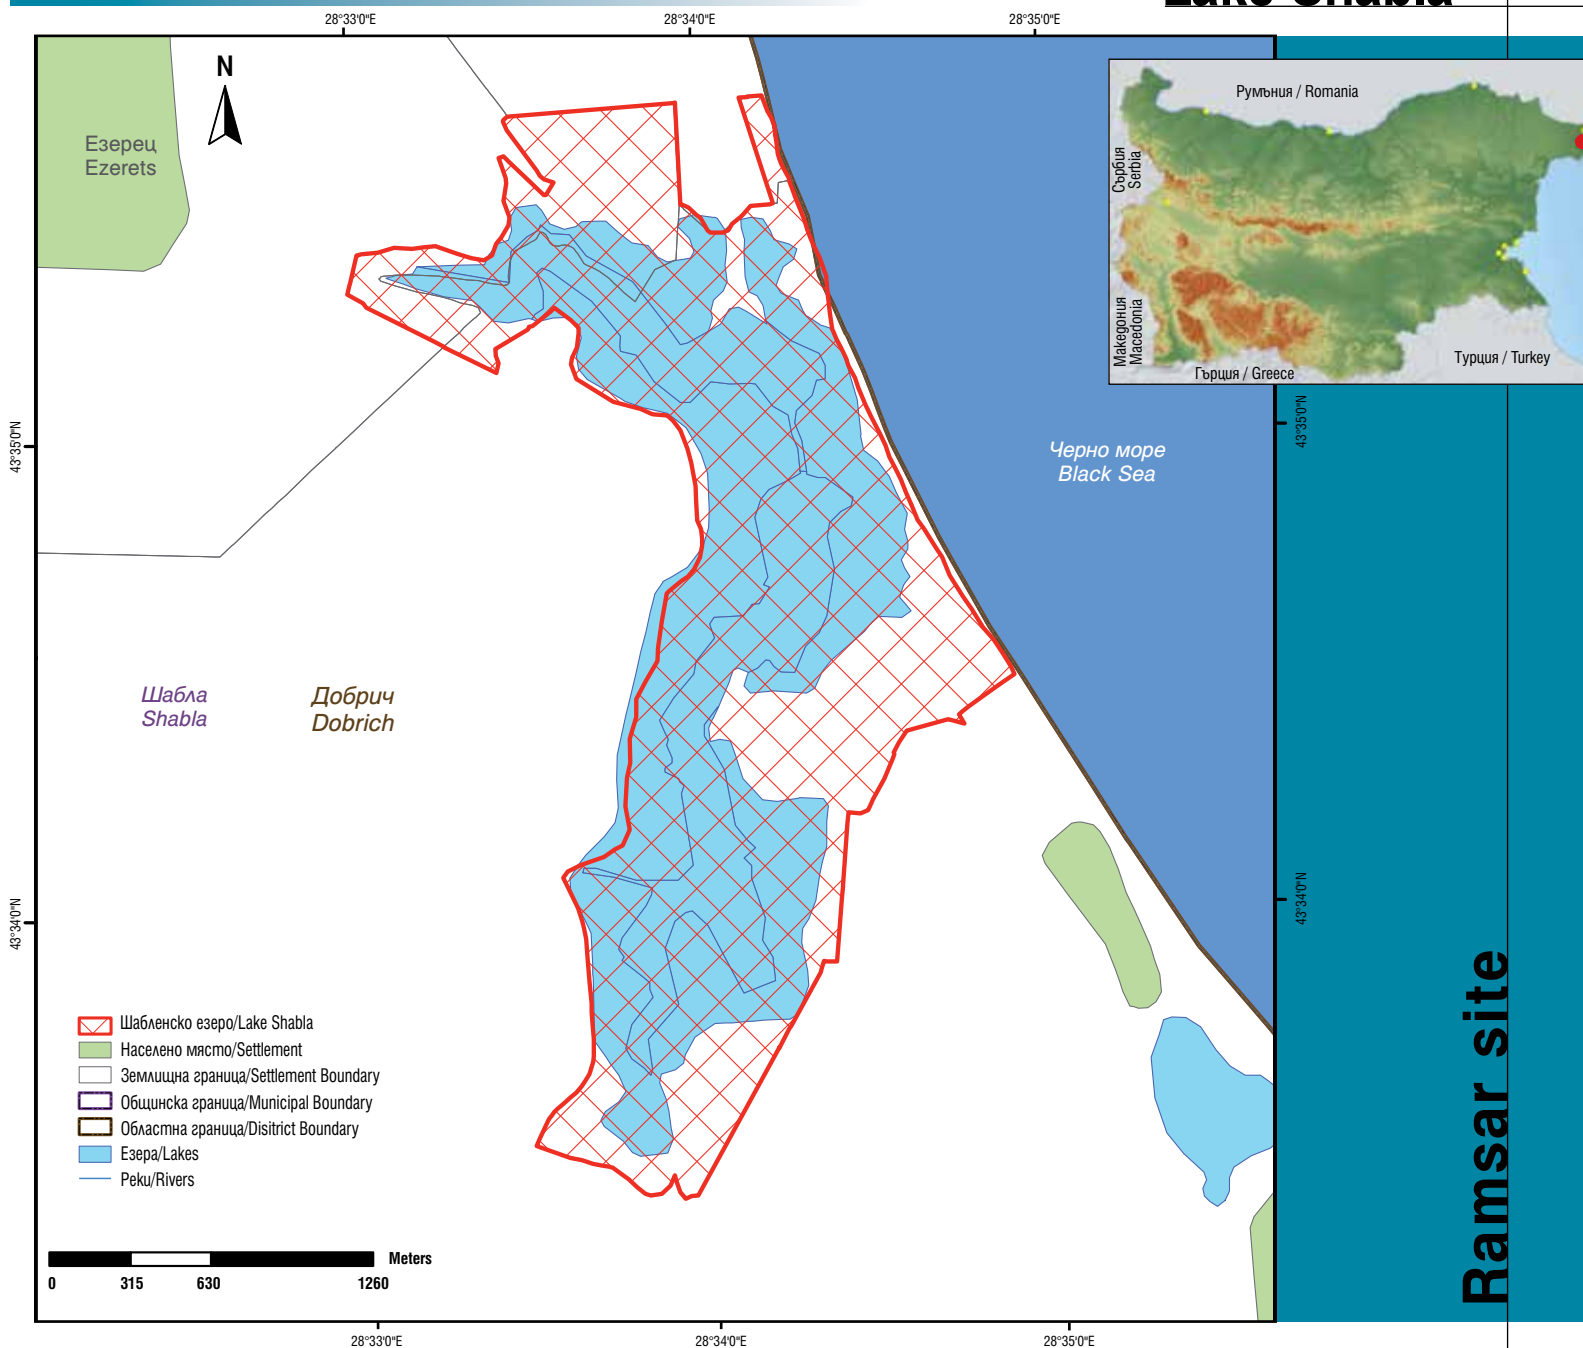 Lake Shabla
28°33'0"E
28°34'0"E
28°35'0"E
N
Езерец
Ezerets
Румъния / Romania
Сърбия
Serbia
Македония
Macedonia
Гърция / Greece
Турция / Turkey
43°35'0"N
43°35'0"N
Черно море
Black Sea
Шабла
Shabla
Добрич
Dobrich
43°34'0"N
43°34'0"N
Ramsar site
Шабленско езеро/Lake Shabla
Населено място/Settlement
Землищна граница/Settlement Boundary
Общинска граница/Municipal Boundary
Областна граница/Disitrict Boundary
Езера/Lakes
Реки/Rivers
Meters
0 315 630 1260
28°33'0"E
28°34'0"E
28°35'0"E